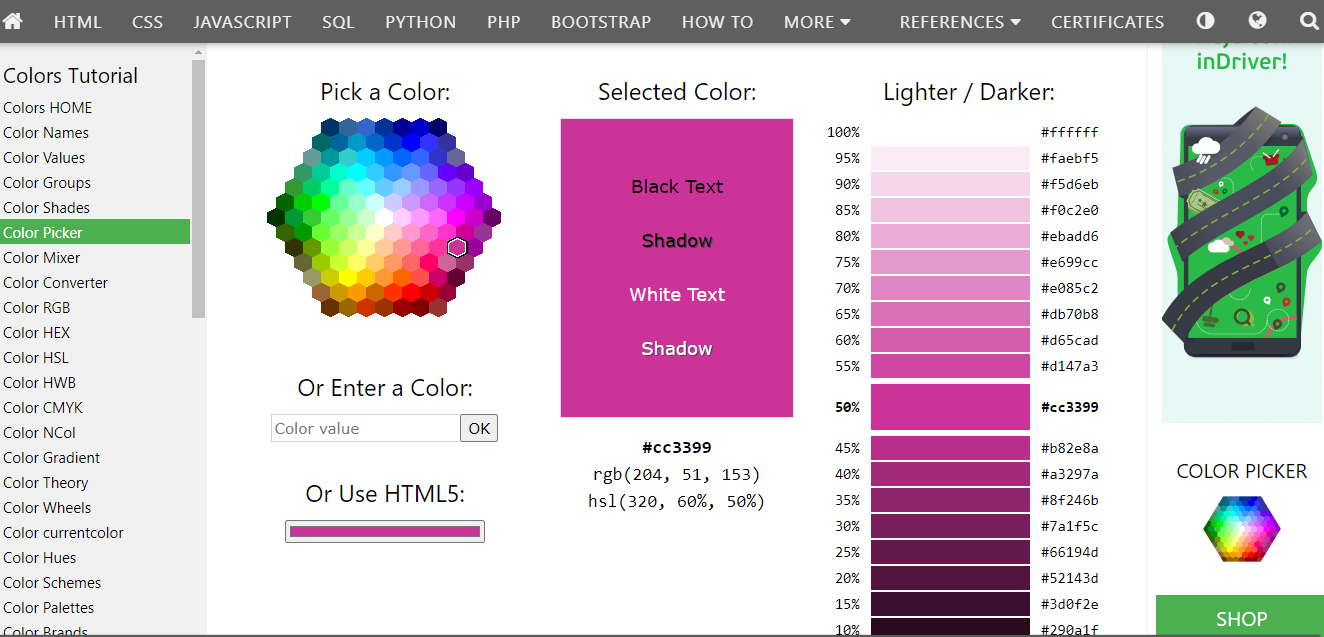 HTML CSS JAVASCRIPT SQL PYTHON PHP BOOTSTRAP HOW TO MORE REFERENCES CERTIFICATES
Colors Tutorial
Colors HOME
Color Names
Color Values
Color Groups
Color Shades
Color Picker
Color Mixer
Color Converter
Color RGB
Color HEX
Color HSL
Color HWB
Color CMYK
Color NCol
Color Gradient
Color Theory
Color Wheels
Color currentcolor
Color Hues
Color Schemes
Color Palettes
Color Brands
Pick a Color:
Or Enter a Color:
Color value OK
Or Use HTML5:
Selected Color:
Black Text
Shadow
White Text
Shadow
#cc3399
rgb(204, 51, 153)
hsl(320, 60%, 50%)
Lighter / Darker:
100% #ffffff
95% #faebf5
90% #f5d6eb
85% #f0c2e0
80% #ebadd6
75% #e699cc
70% #e085c2
65% #db70b8
60% #d65cad
55% #d147a3
50% #cc3399
45% #b82e8a
40% #a3297a
35% #8f246b
30% #7a1f5c
25% #66194d
20% #52143d
15% #3d0f2e
10% #290a1f
inDriver!
COLOR PICKER
SHOP